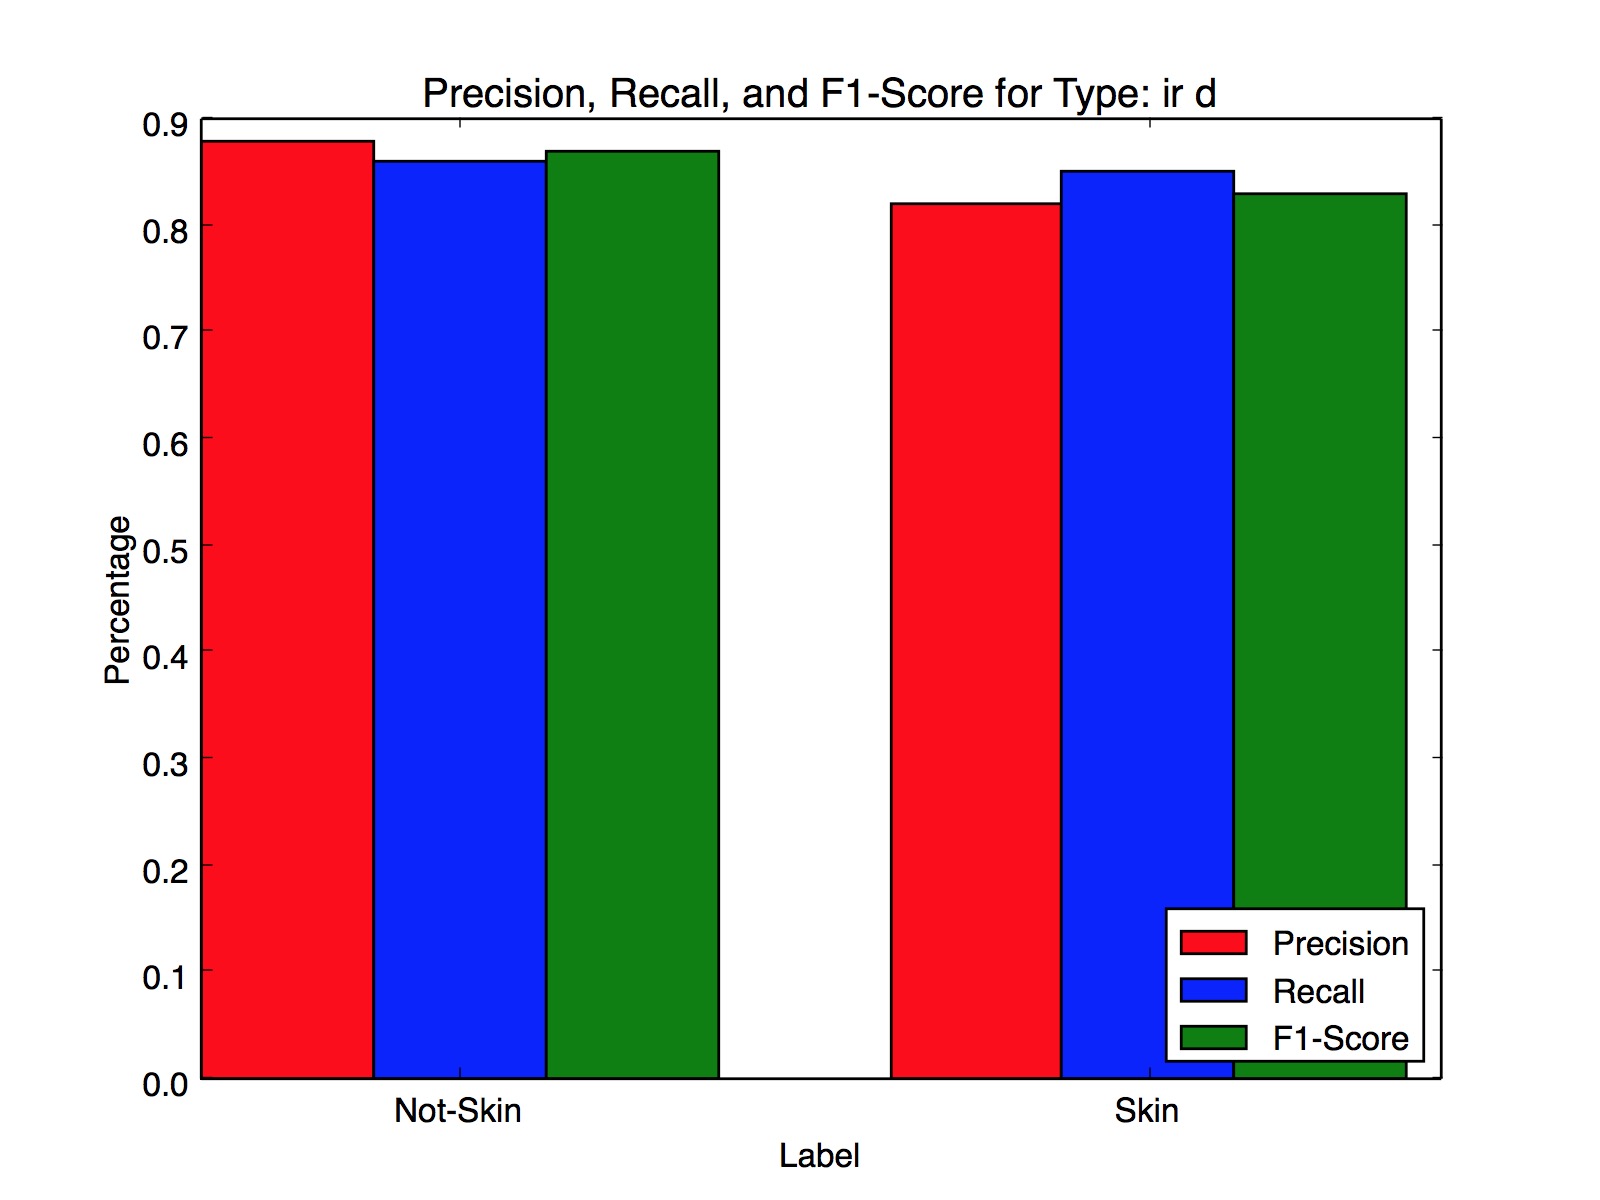 Precision, Recall, and F1-Score for Type: ir d
0.9
0.8
0.7
0.6
0.5
0.4
0.3
0.2
0.1
0.0
Percentage
Precision
Recall
F1-Score
Not-Skin Skin
Label